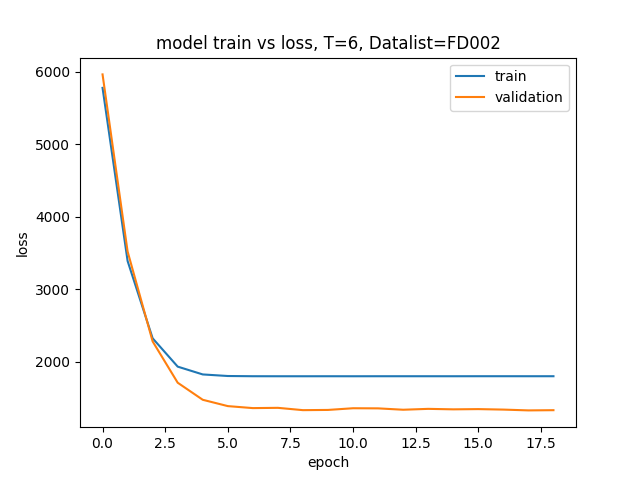 model train vs loss, T=6, Datalist=FD002
train
validation
6000
5000
4000
3000
2000
loss
0.0 2.5 5.0 7.5 10.0 12.5 15.0 17.5
epoch